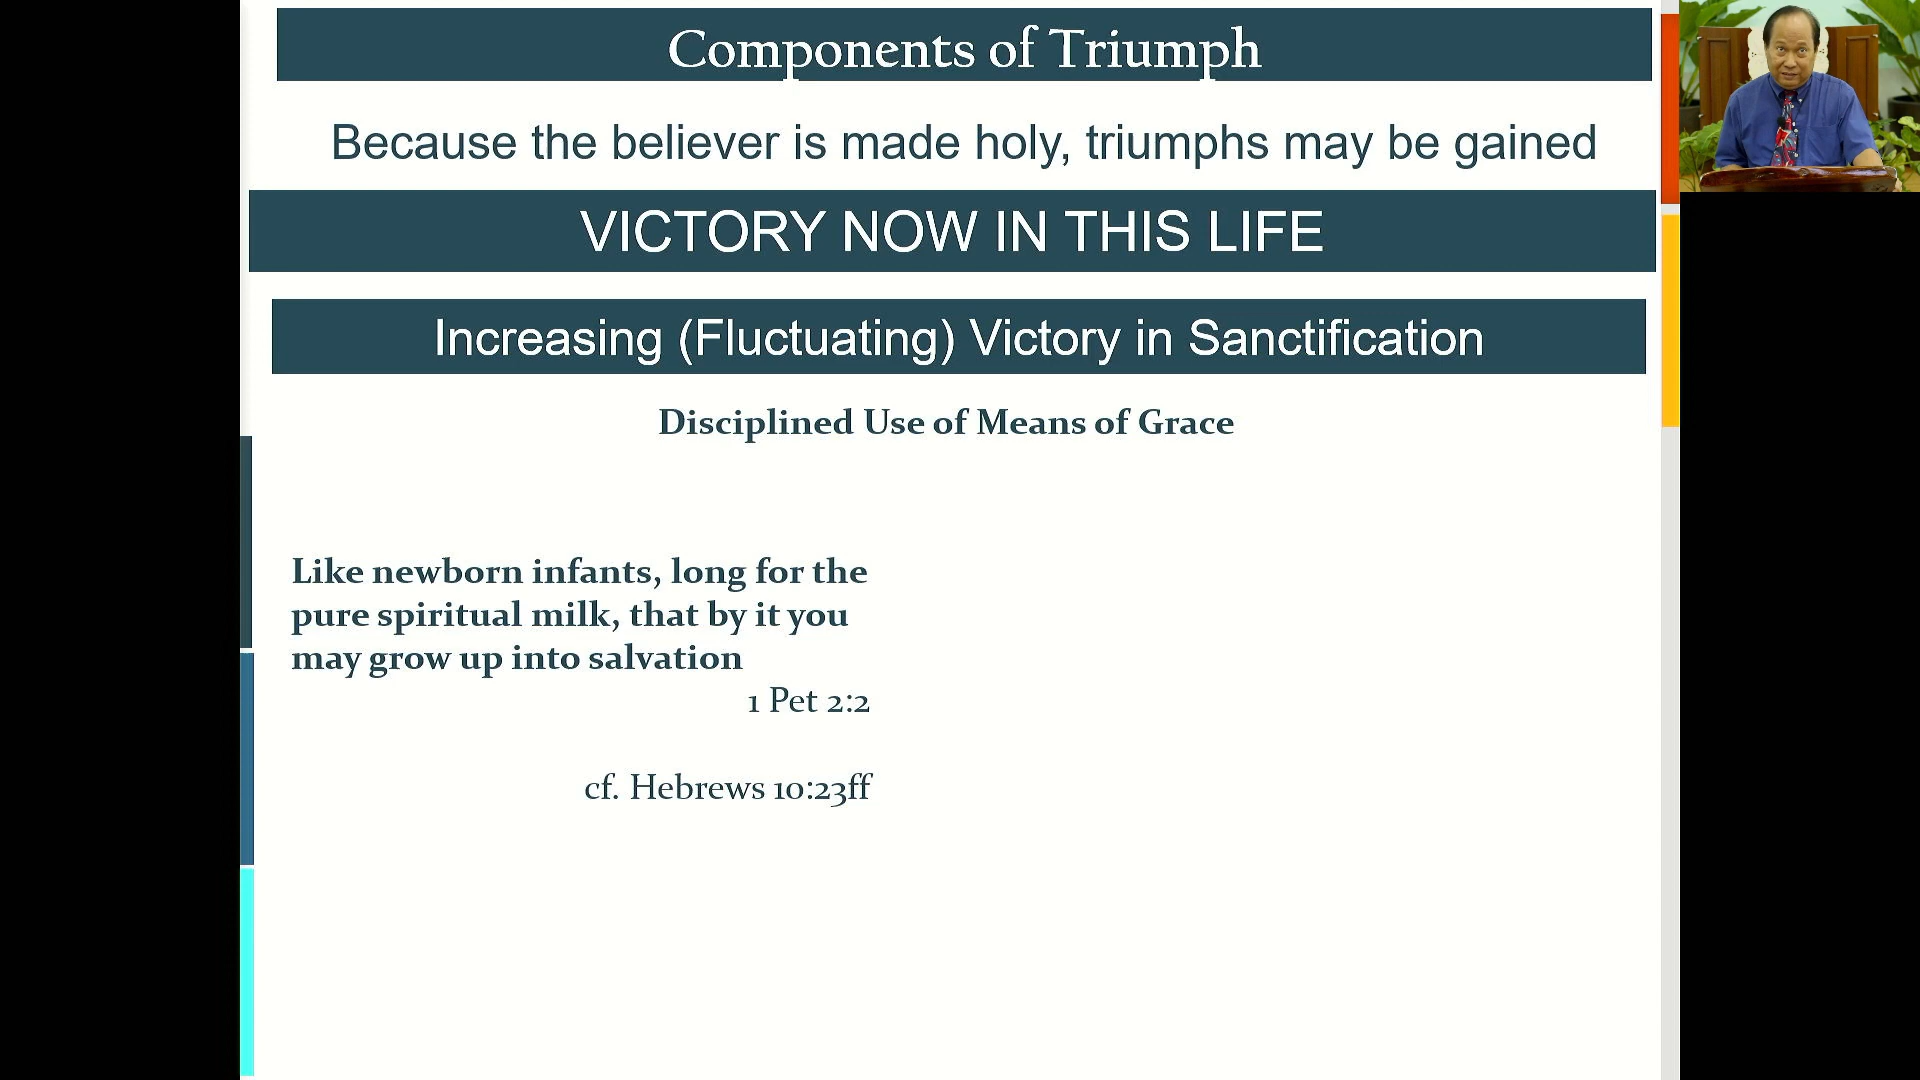 Components of Triumph
Because the believer is made holy, triumphs may be gained
VICTORY NOW IN THIS LIFE
Increasing (Fluctuating) Victory in Sanctification
Disciplined Use of Means of Grace
Like newborn infants, long for the
pure spiritual milk, that by it you
may grow up into salvation
1 Pet 2:2
cf. Hebrews 10:23ff